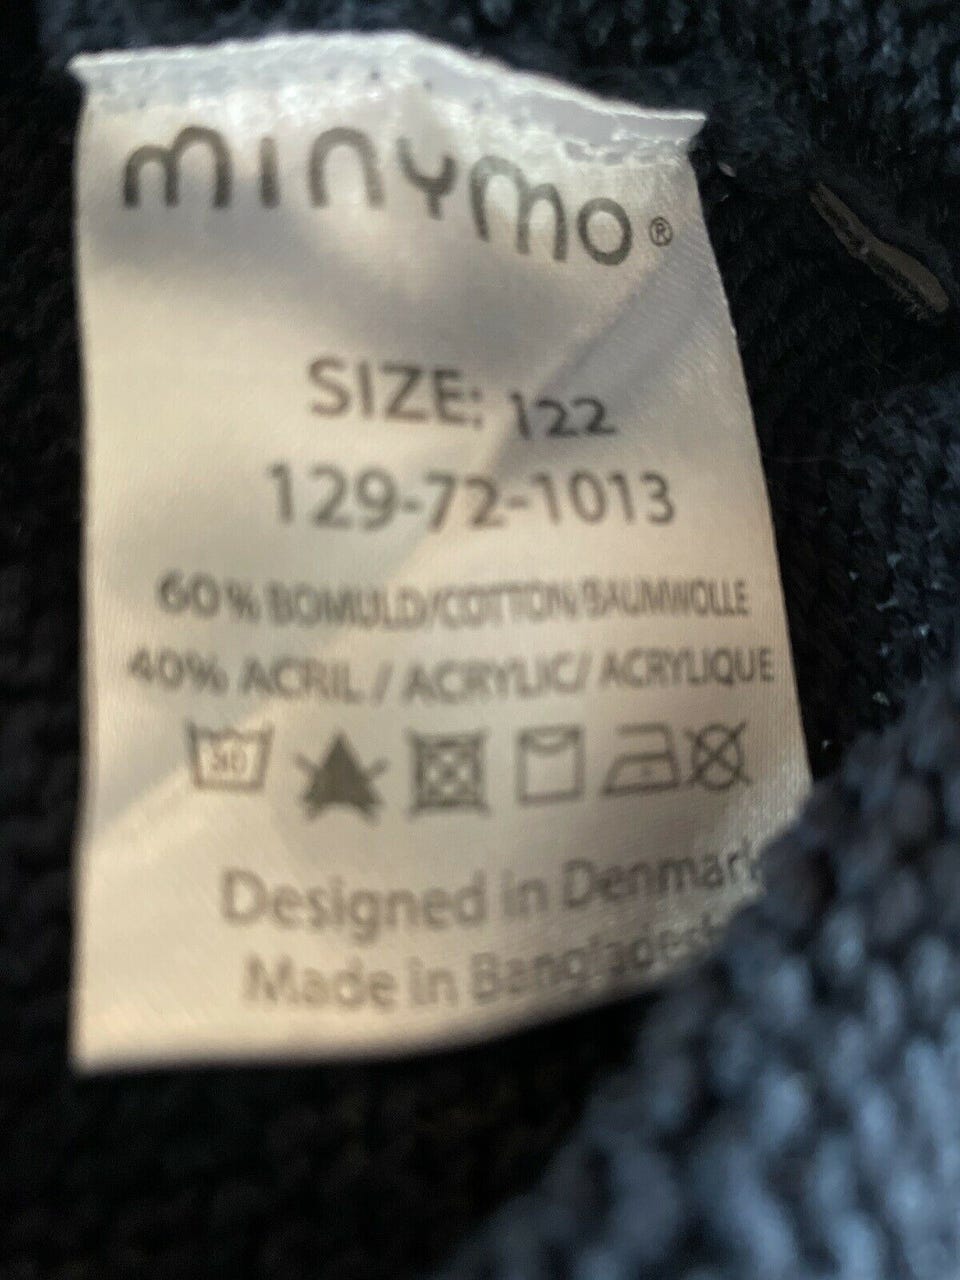 minymo®
SIZE: 122
129-72-1013
60% BOMULD/COTTON/BAUMWOLLE
40% ACRIL / ACRYLIC/ ACRYLIQUE
30
Designed in Denmark
Made in Bangladesh